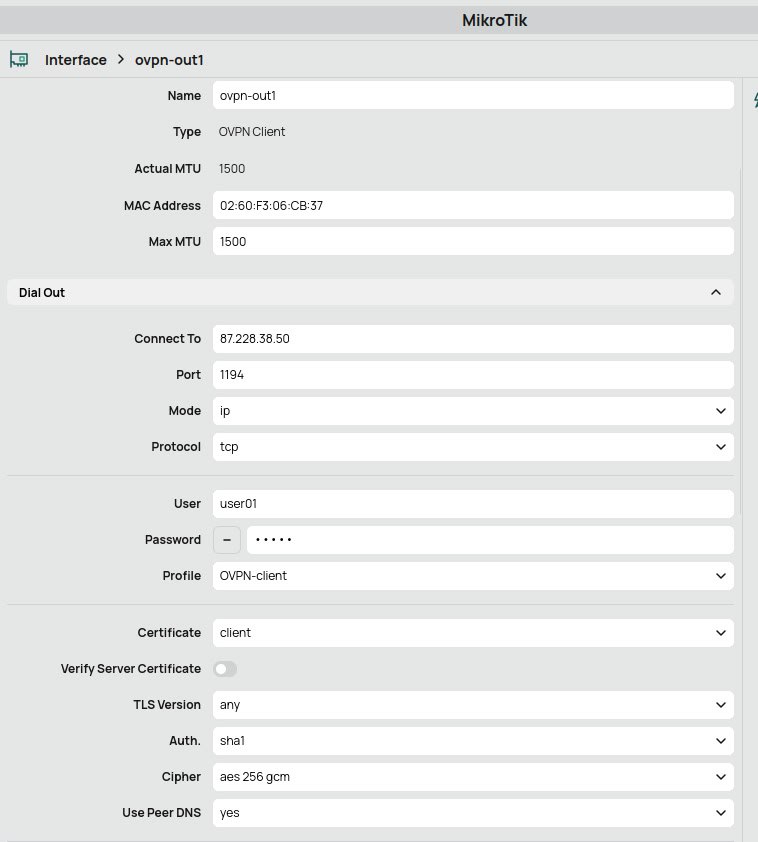 MikroTik
Interface > ovpn-out1
Name ovpn-out1
Type OVPN Client
Actual MTU 1500
MAC Address 02:60:F3:06:CB:37
Max MTU 1500
Dial Out
Connect To 87.228.38.50
Port 1194
Mode ip
Protocol tcp
User user01
Password - •••••
Profile OVPN-client
Certificate client
Verify Server Certificate
TLS Version any
Auth. sha1
Cipher aes 256 gcm
Use Peer DNS yes